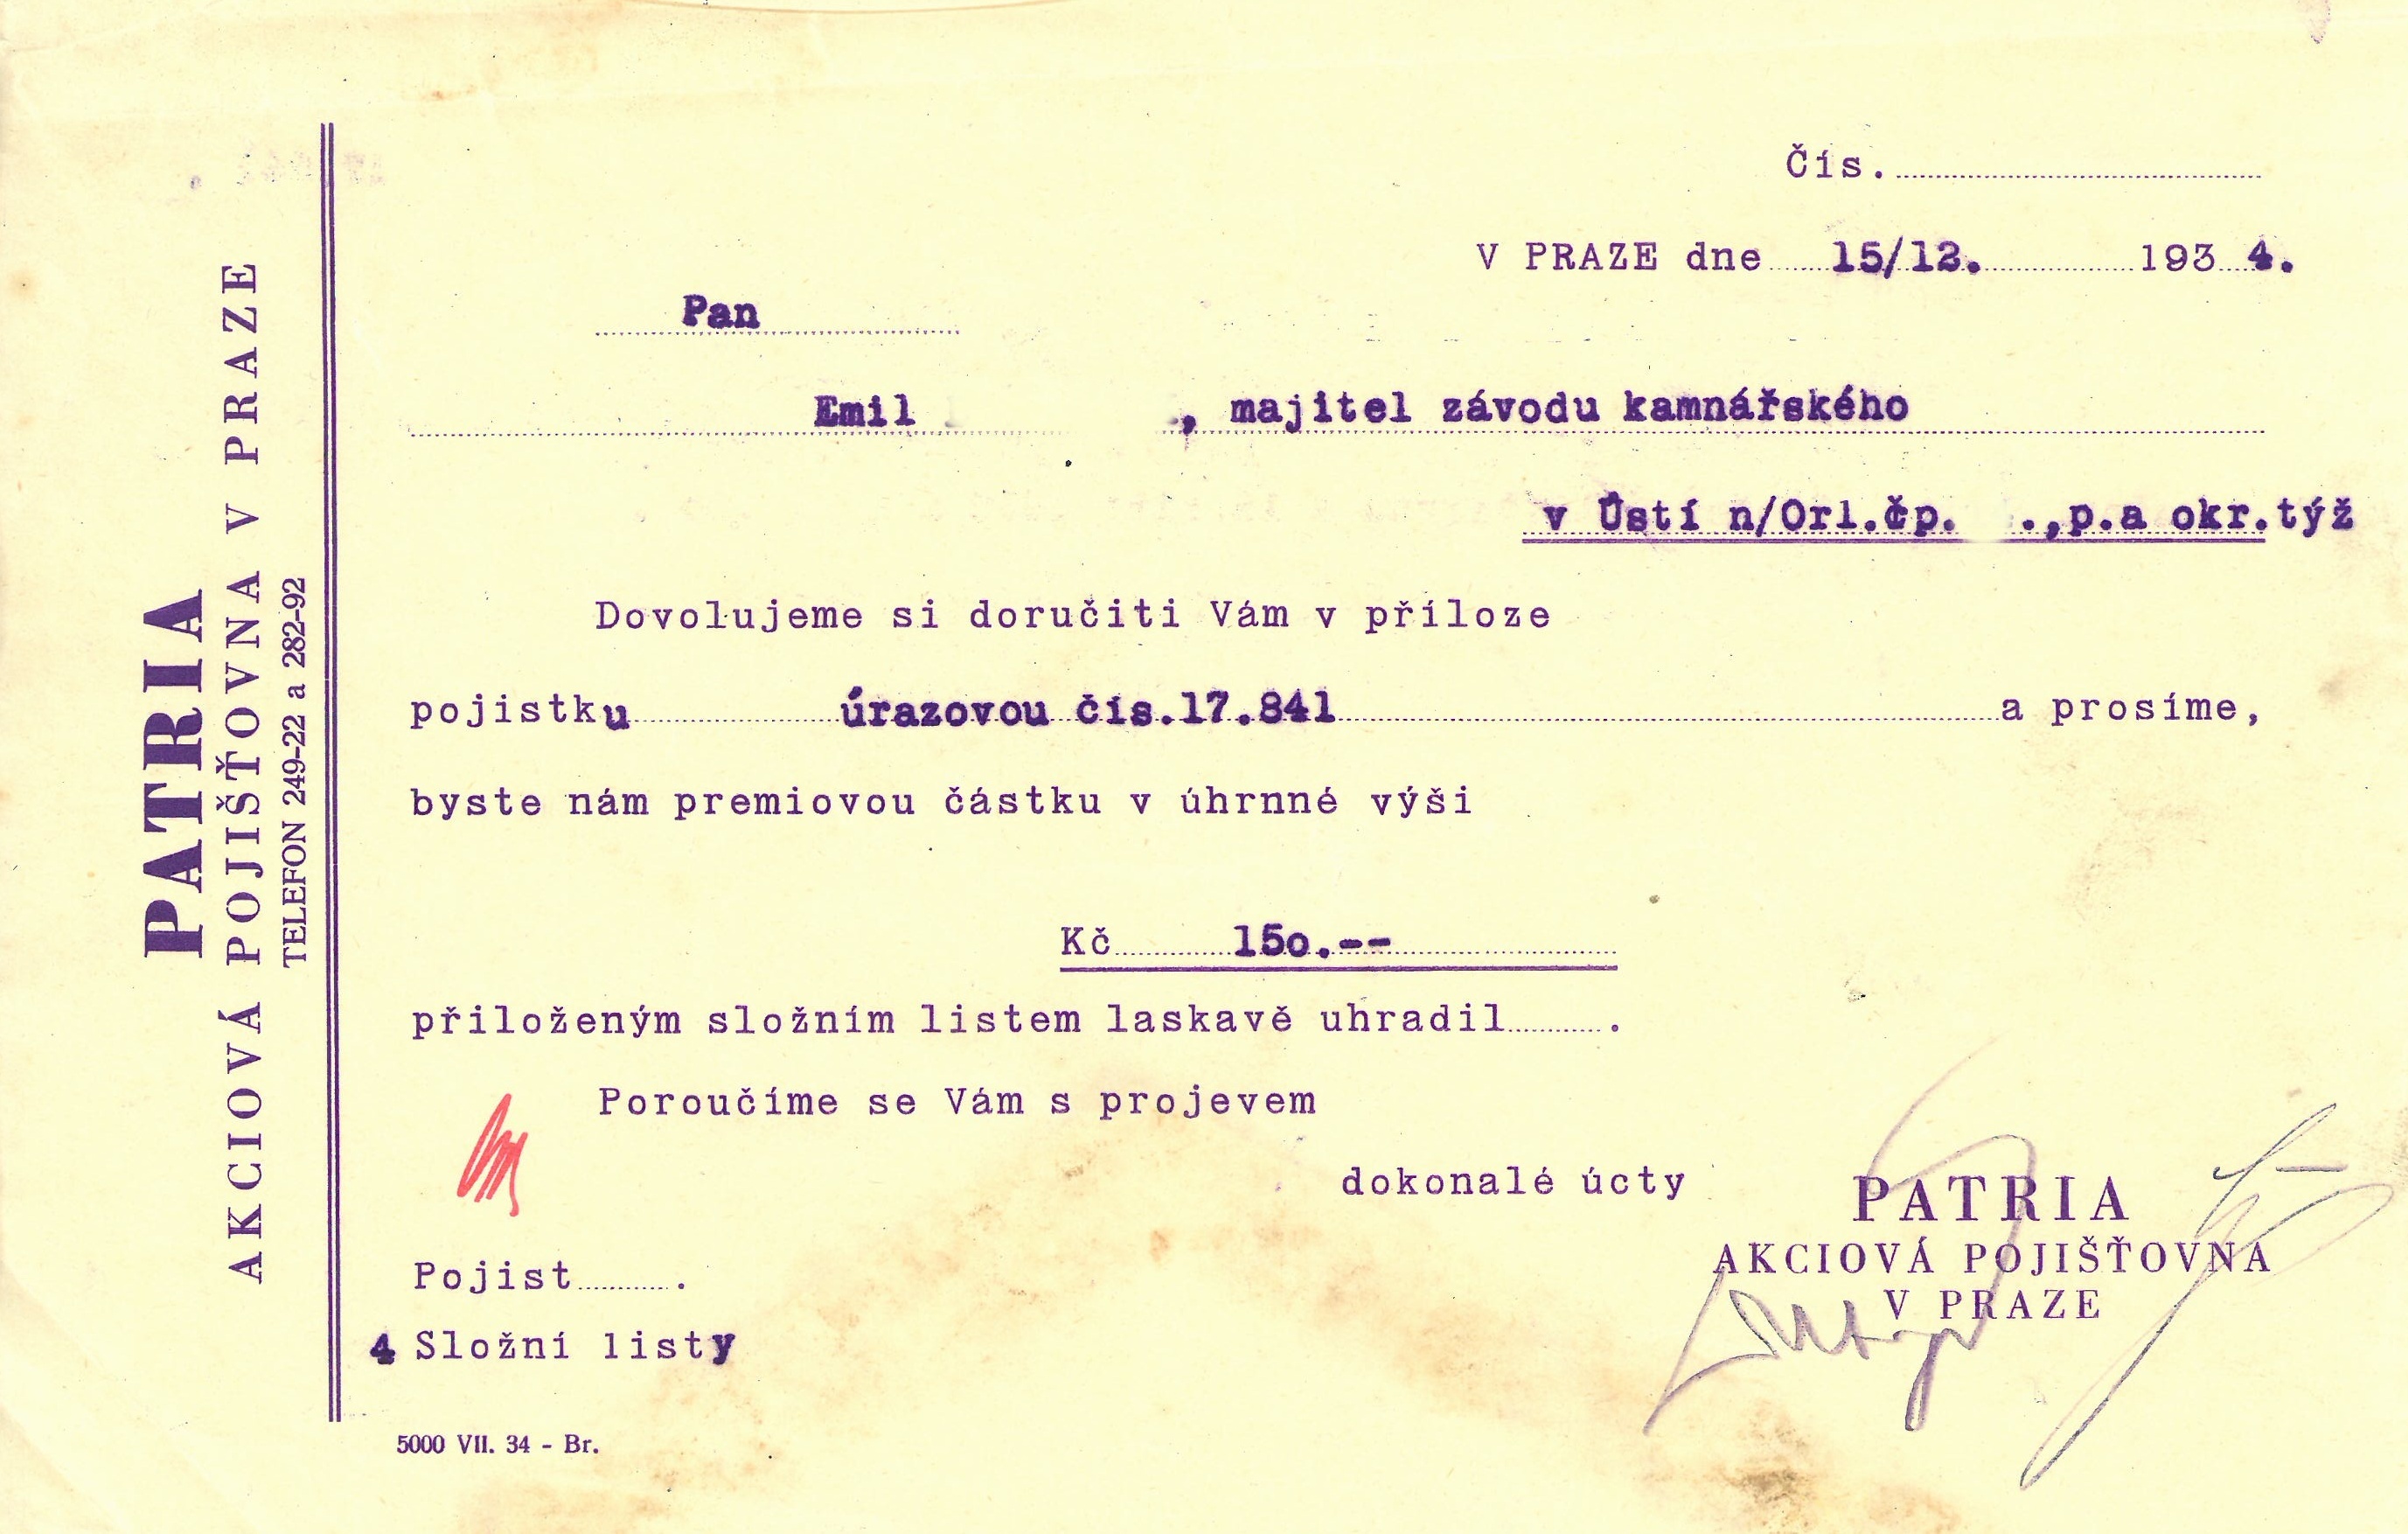 PATRIA
AKCIOVÁ POJIŠŤOVNA V PRAZE
TELEFON 249-22 a 282-92
Čís.
V PRAZE dne 15/12. 193 4.
Pan
Emil , majitel závodu kamnářského
v Ústí n/Orl.čp. .,p.a okr.týž
Dovolujeme si doručiti Vám v příloze
pojistku úrazovou čís.17.841 a prosíme,
byste nám premiovou částku v úhrnné výši
Kč 15o.--
přiloženým složním listem laskavě uhradil .
Poroučíme se Vám s projevem
dokonalé úcty
PATRIA
AKCIOVÁ POJIŠŤOVNA
V PRAZE
Pojist .
4 Složní listy
5000 VII. 34 - Br.